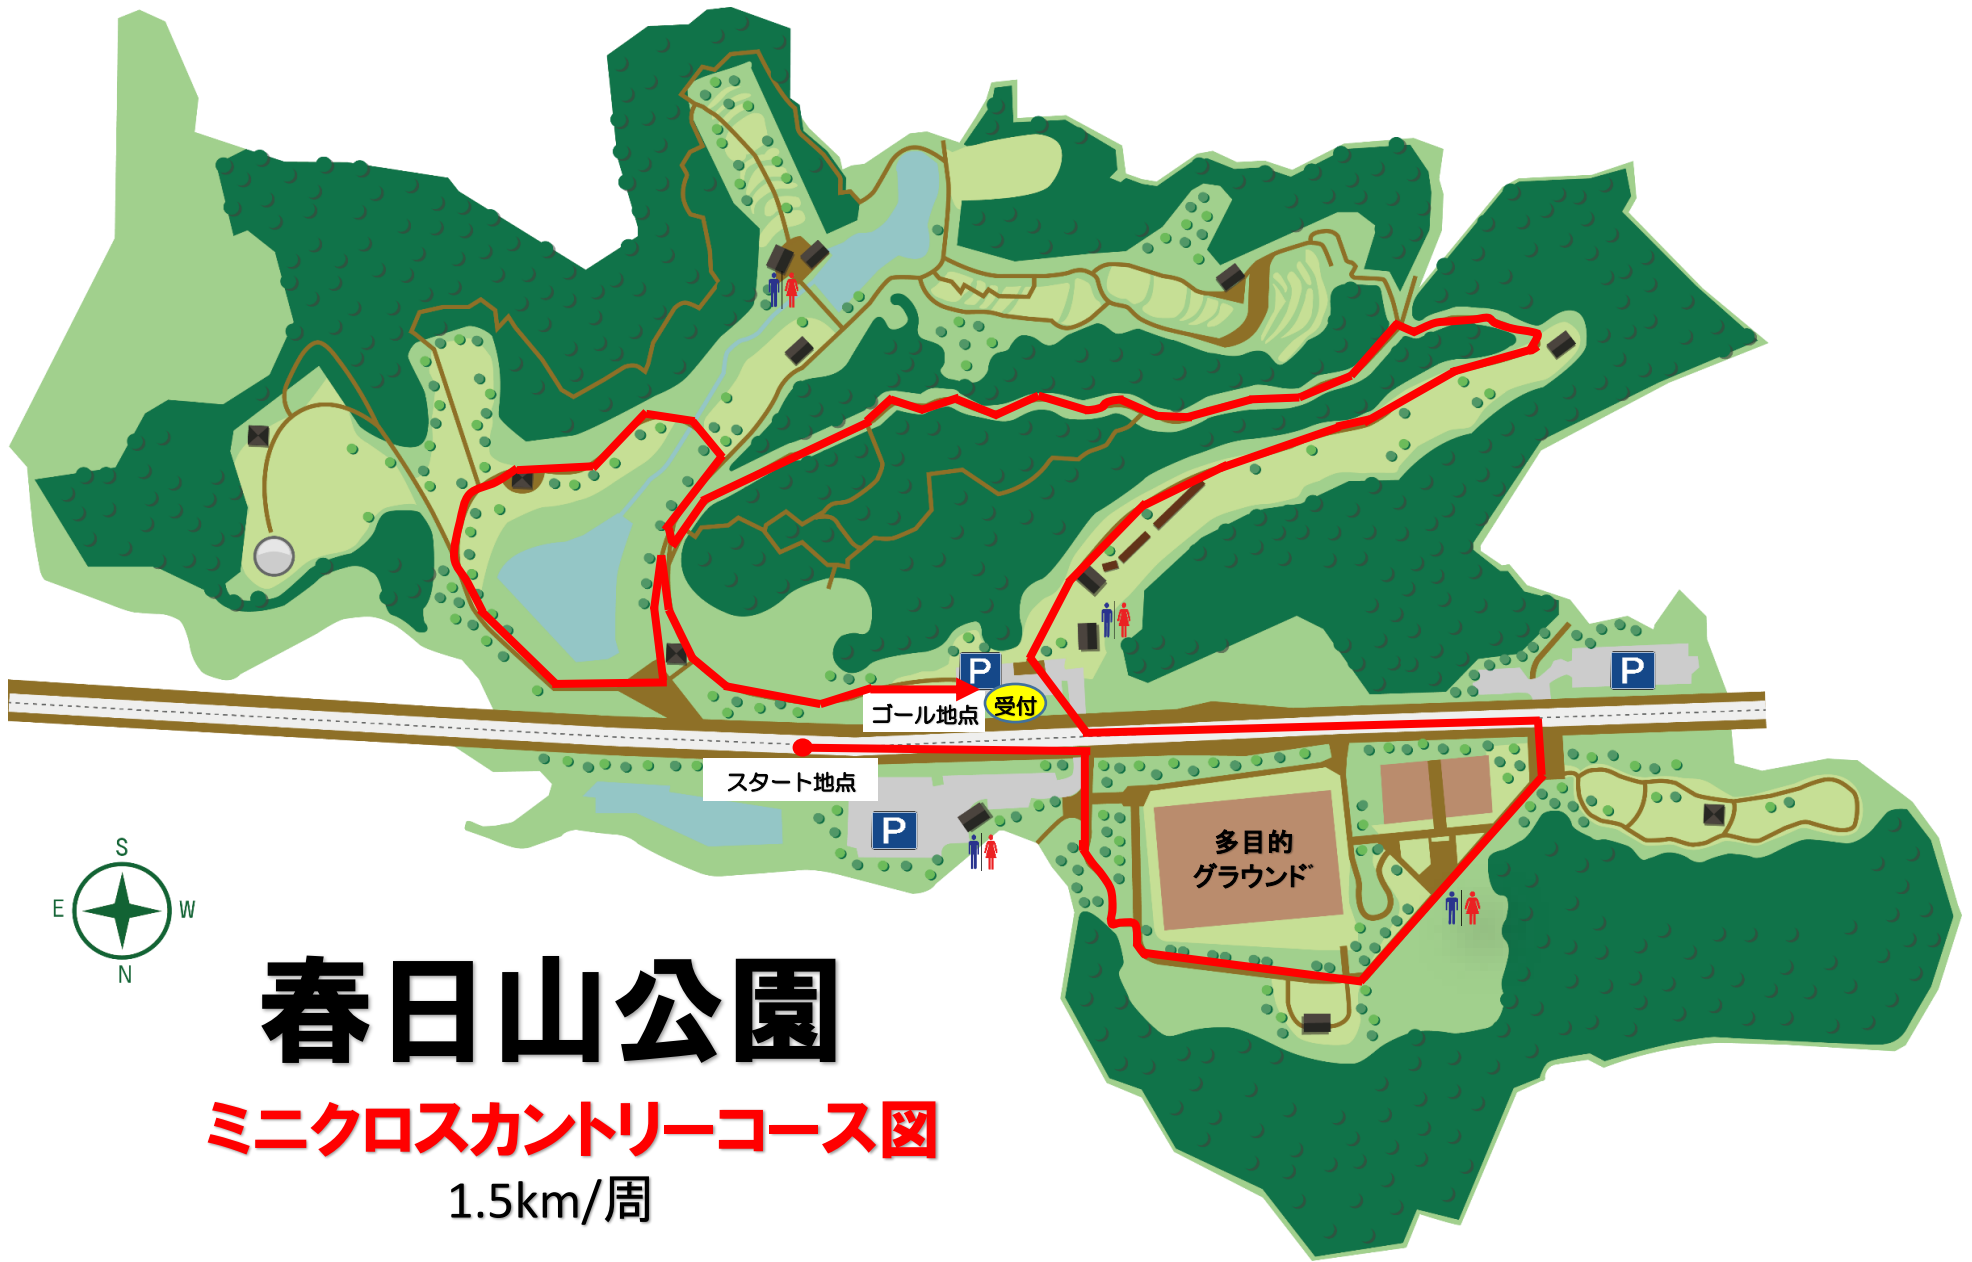 P
P
ゴール地点
受付
スタート地点
P
多目的
グラウンド
S
E
W
N
春日山公園
ミニクロスカントリーコース図
1.5km/周